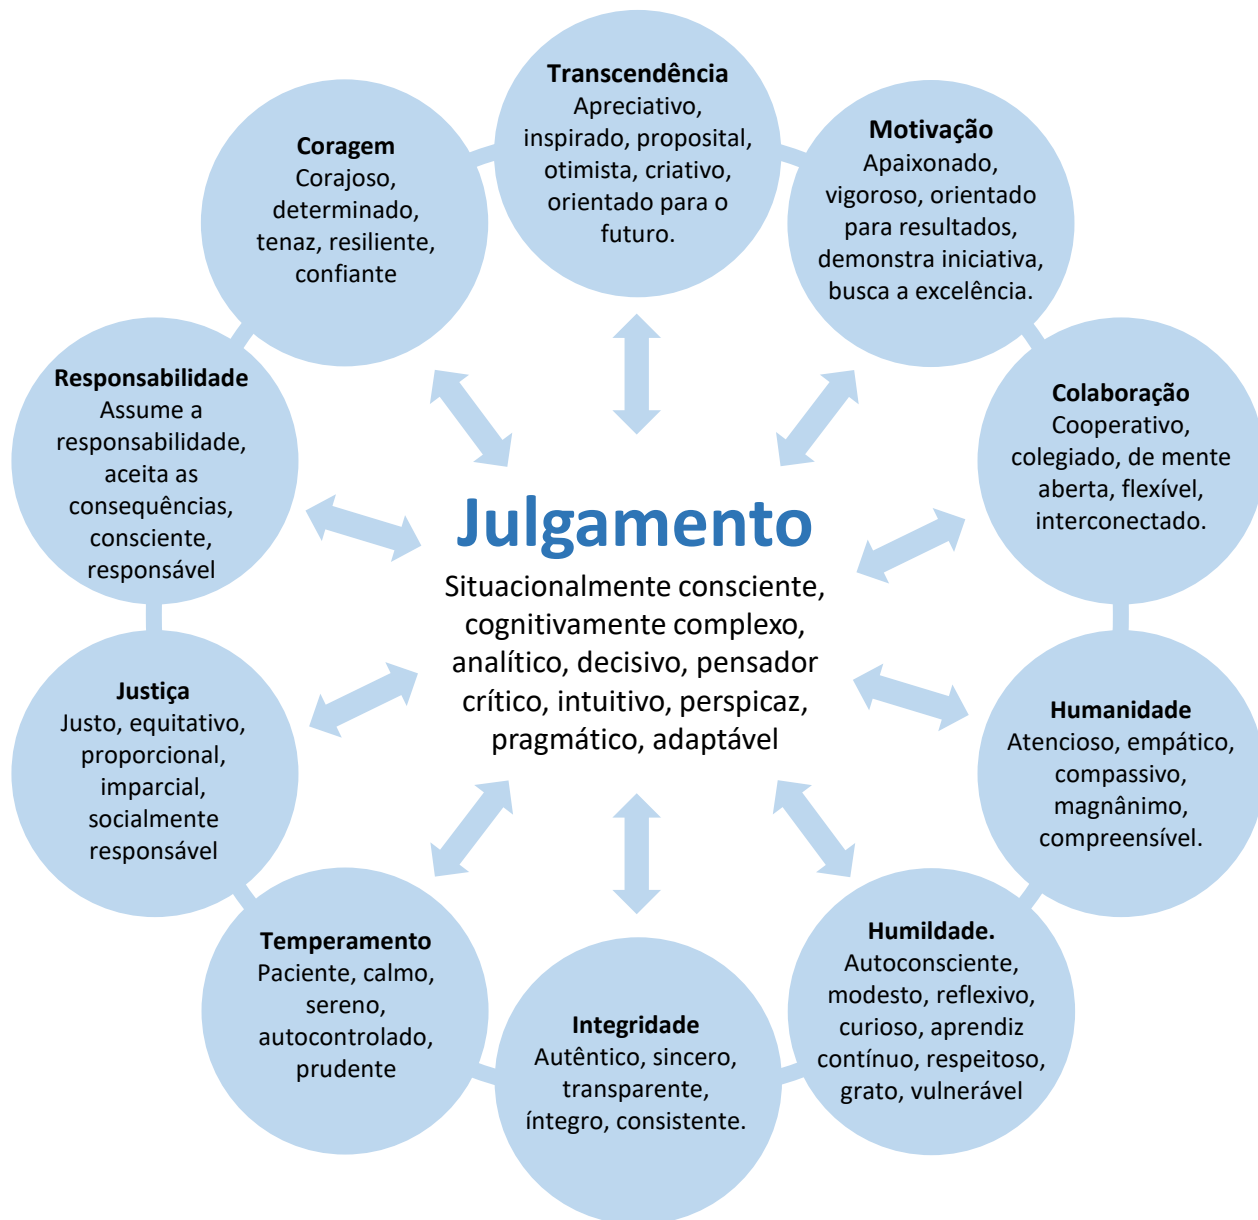 Transcendência
Apreciativo,
inspirado, proposital,
otimista, criativo,
orientado para o
futuro.
Motivação
Apaixonado,
vigoroso, orientado
para resultados,
demonstra iniciativa,
busca a excelência.
Colaboração
Cooperativo,
colegiado, de mente
aberta, flexível,
interconectado.
Humanidade
Atencioso, empático,
compassivo,
magnânimo,
compreensível.
Humildade.
Autoconsciente,
modesto, reflexivo,
curioso, aprendiz
contínuo, respeitoso,
grato, vulnerável
Integridade
Autêntico, sincero,
transparente,
íntegro, consistente.
Temperamento
Paciente, calmo,
sereno,
autocontrolado,
prudente
Justiça
Justo, equitativo,
proporcional,
imparcial,
socialmente
responsável
Responsabilidade
Assume a
responsabilidade,
aceita as
consequências,
consciente,
responsável
Coragem
Corajoso,
determinado,
tenaz, resiliente,
confiante
Julgamento
Situacionalmente consciente,
cognitivamente complexo,
analítico, decisivo, pensador
crítico, intuitivo, perspicaz,
pragmático, adaptável